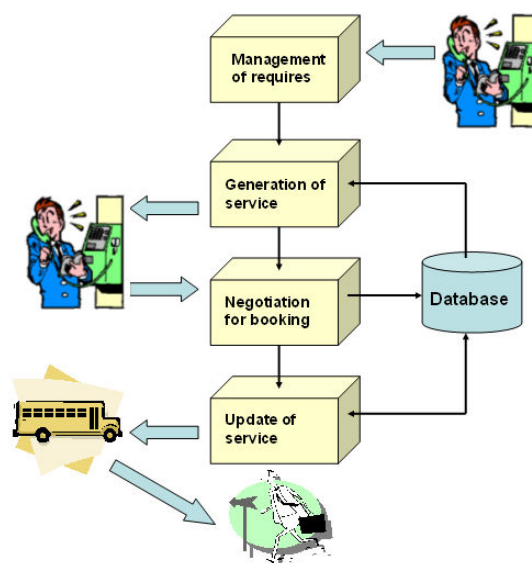 Management
of requires
Generation of
service
Negotiation
for booking
Database
Update of
service